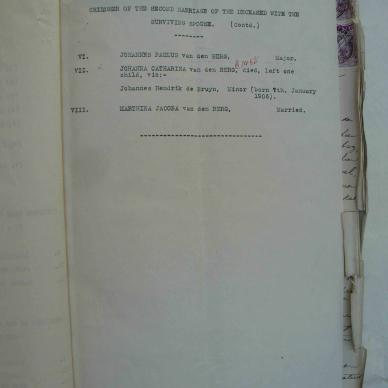 CHILDREN OF THE SECOND MARRIAGE OF THE DECEASED WITH THE
SURVIVING SPOUSE. (Contd.)
VI. JOHANNES PAULUS van den BERG, Major.
VII. JOHANNA CATHARINA van den BERG, died, left one
child, viz:-
Johannes Hendrik de Bruyn, Minor (born 7th. January
1906).
VIII. MARTHINA JACOBA van den BERG, Married.